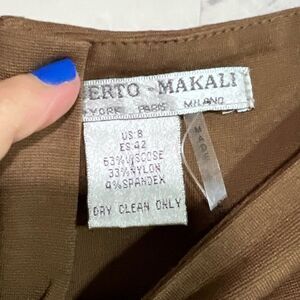 ERTO - MAKALI
YORK PARIS MILANO
US: 8
ES: 42
63% VISCOSE
33% NYLON
4% SPANDEX
DRY CLEAN ONLY